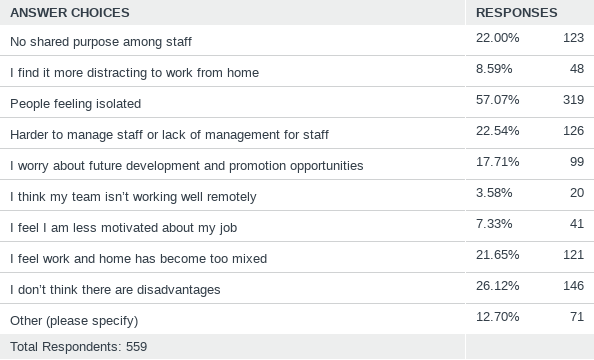 ANSWER CHOICES RESPONSES
No shared purpose among staff 22.00% 123
I find it more distracting to work from home 8.59% 48
People feeling isolated 57.07% 319
Harder to manage staff or lack of management for staff 22.54% 126
I worry about future development and promotion opportunities 17.71% 99
I think my team isn’t working well remotely 3.58% 20
I feel I am less motivated about my job 7.33% 41
I feel work and home has become too mixed 21.65% 121
I don’t think there are disadvantages 26.12% 146
Other (please specify) 12.70% 71
Total Respondents: 559